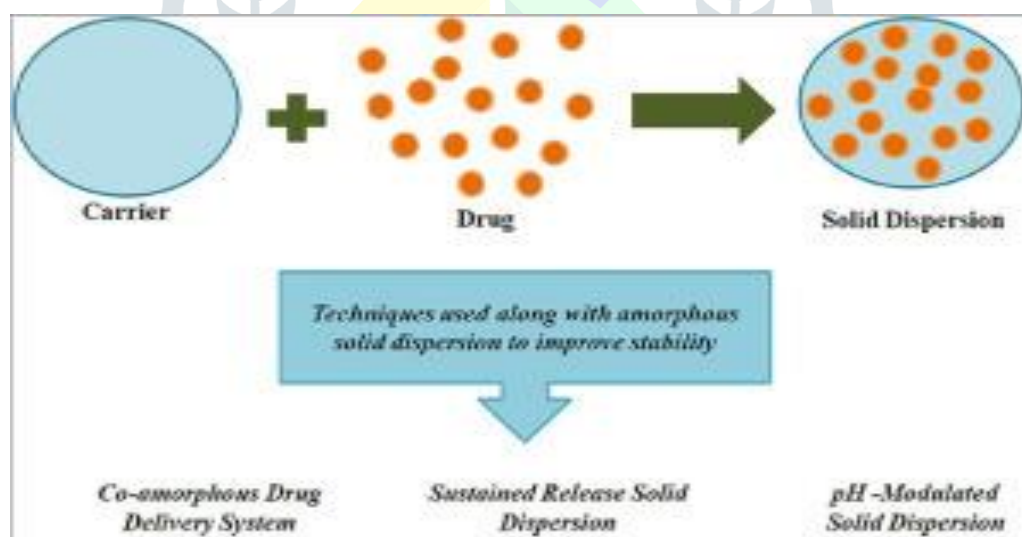 Carrier
Drug
Solid Dispersion
Techniques used along with amorphous
solid dispersion to improve stability
Co-amorphous Drug
Delivery System
Sustained Release Solid
Dispersion
pH -Modulated
Solid Dispersion